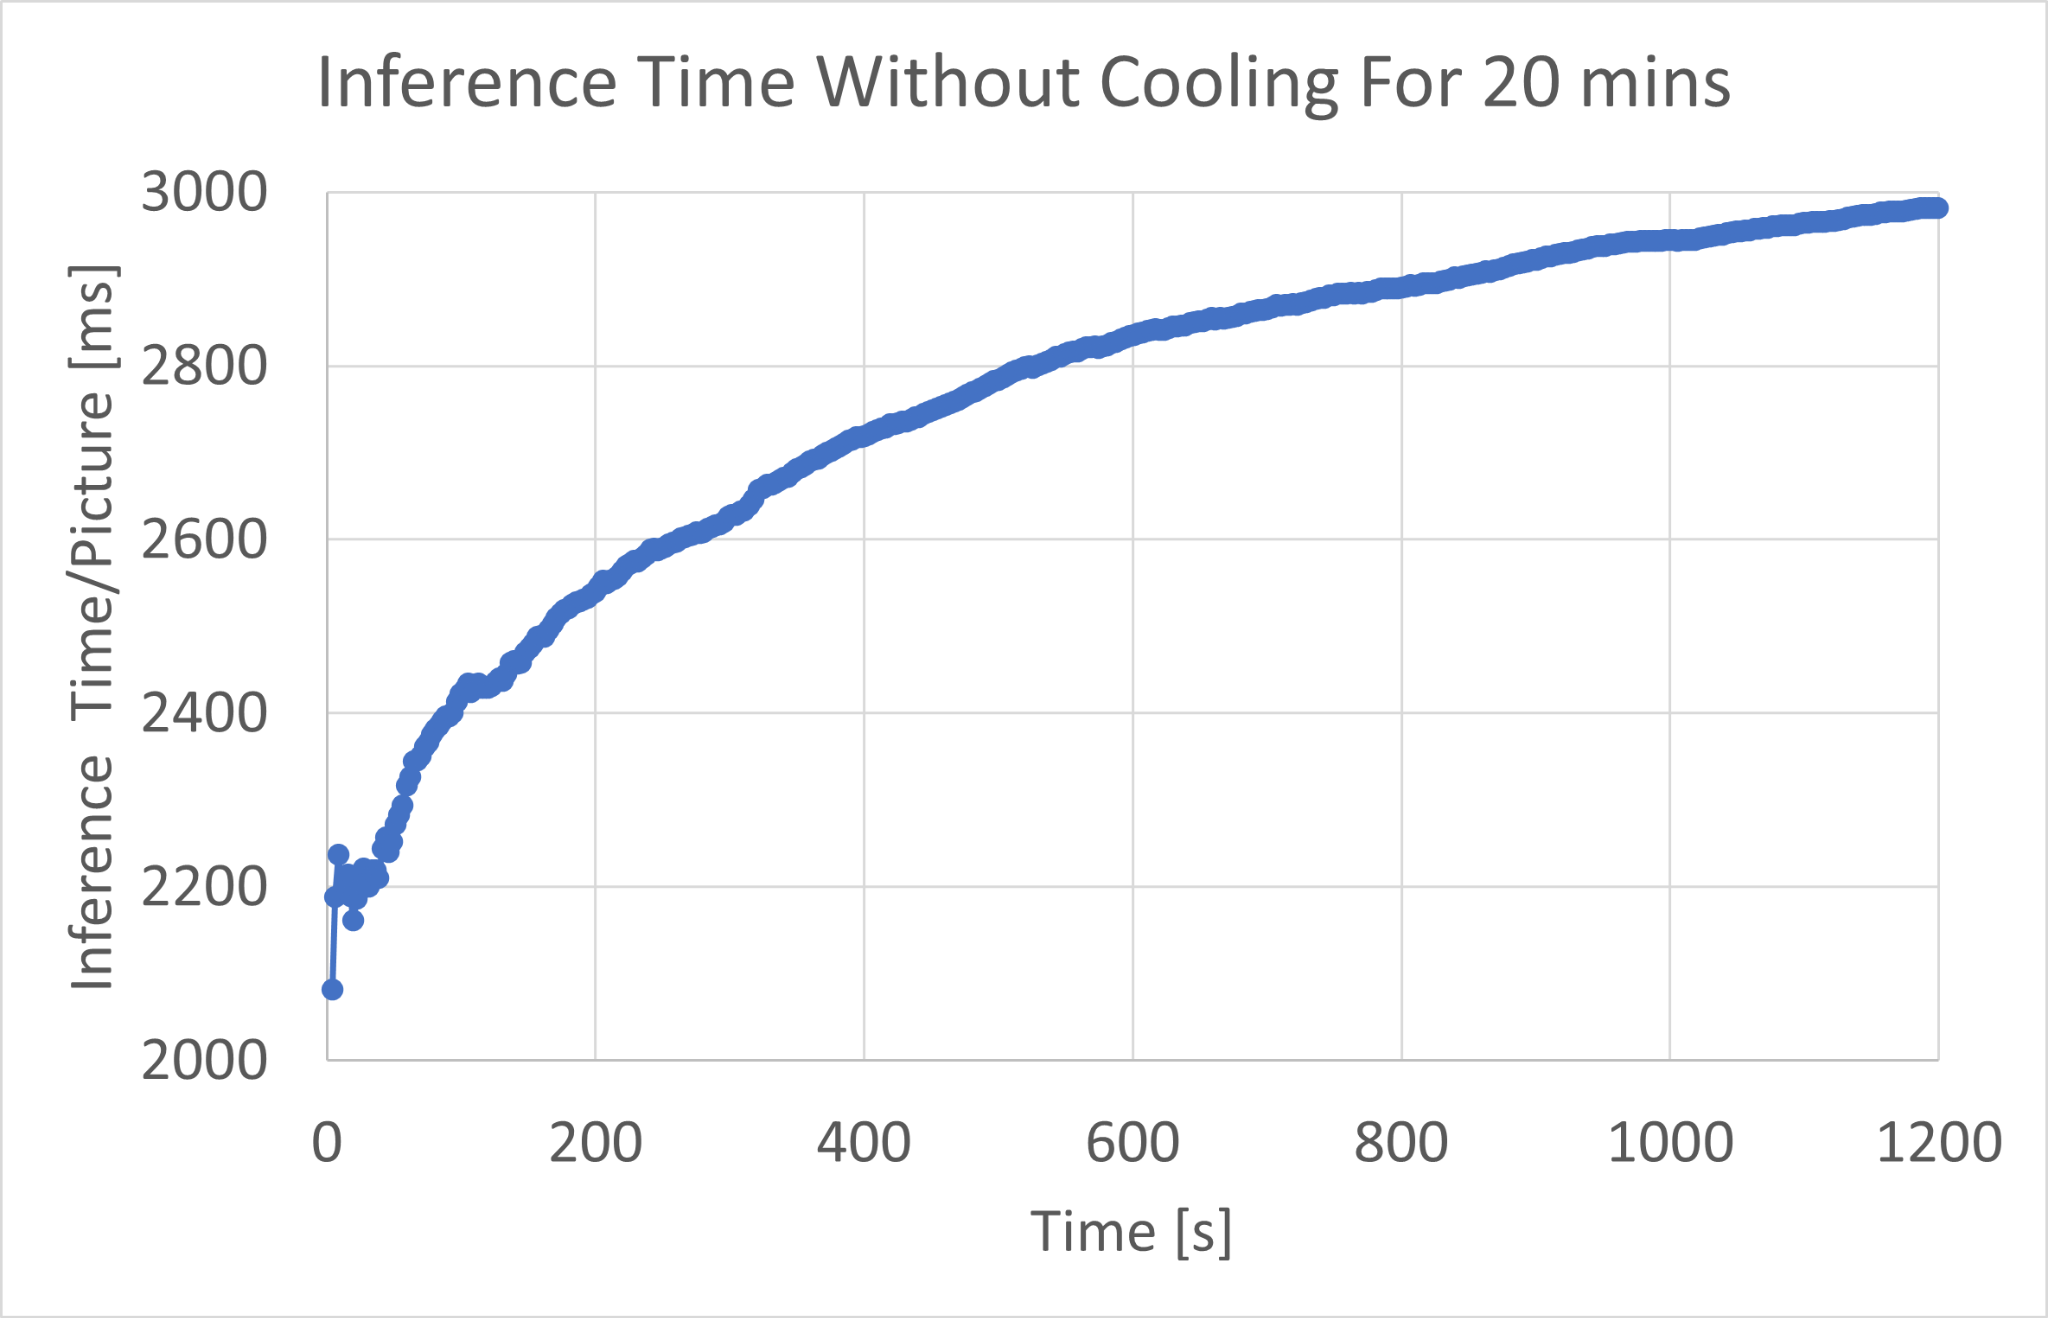 Inference Time Without Cooling For 20 mins
Inference Time/Picture [ms]
3000
2800
2600
2400
2200
2000
0 200 400 600 800 1000 1200
Time [s]